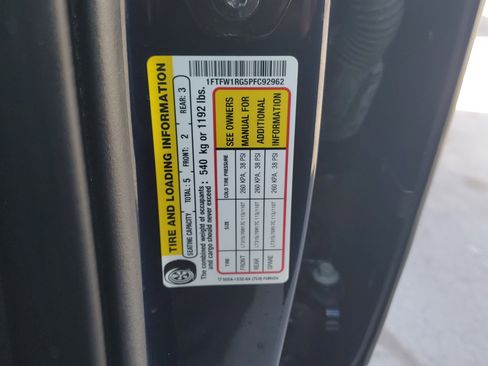 1FTFW1RG5PFC92962
TIRE AND LOADING INFORMATION
SEATING CAPACITY TOTAL: 5 FRONT: 2 REAR: 3
The combined weight of occupants
and cargo should never exceed : 540 kg or 1192 lbs.
TIRE SIZE COLD TIRE PRESSURE
FRONT 260 KPA, 38 PSI
REAR 260 KPA, 38 PSI
SPARE 260 KPA, 38 PSI
SEE OWNERS
MANUAL FOR
ADDITIONAL
INFORMATION